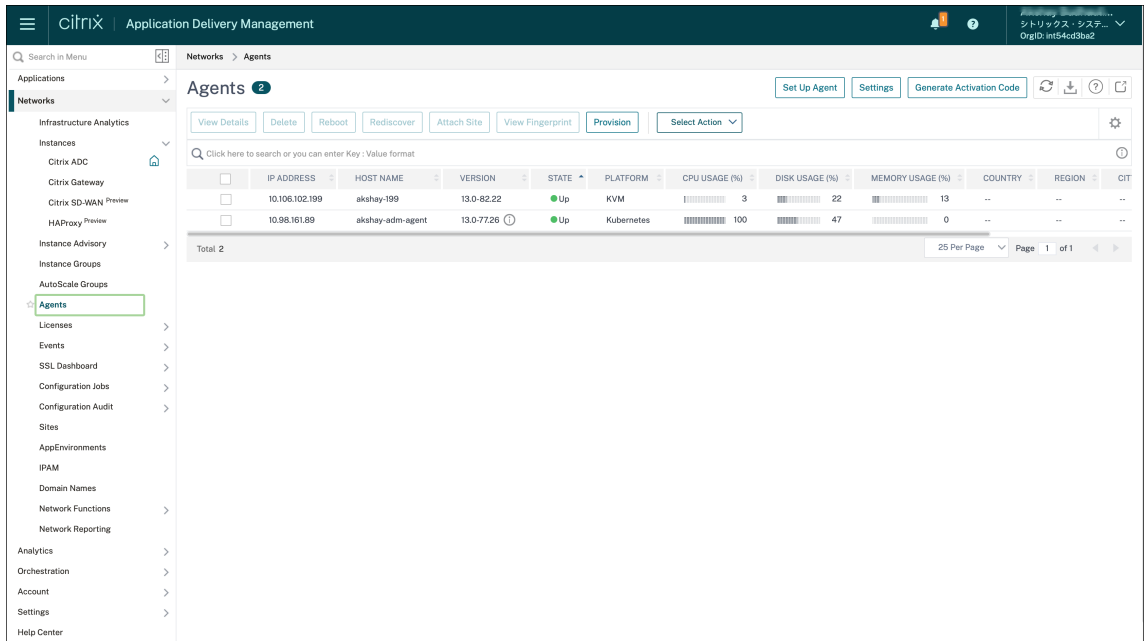 citrix | Application Delivery Management
1
?
シトリックス・システ...
OrgID: int54cd3ba2
Search in Menu
Networks > Agents
Applications
Networks
Infrastructure Analytics
Instances
Citrix ADC
Citrix Gateway
Citrix SD-WAN Preview
HAProxy Preview
Instance Advisory
Instance Groups
AutoScale Groups
Agents
Licenses
Events
SSL Dashboard
Configuration Jobs
Configuration Audit
Sites
AppEnvironments
IPAM
Domain Names
Network Functions
Network Reporting
Analytics
Orchestration
Account
Settings
Help Center
Agents 2
Set Up Agent Settings Generate Activation Code ?
View Details Delete Reboot Rediscover Attach Site View Fingerprint Provision Select Action
Click here to search or you can enter Key : Value format
IP ADDRESS HOST NAME VERSION STATE PLATFORM CPU USAGE (%) DISK USAGE (%) MEMORY USAGE (%) COUNTRY REGION CIT
10.106.102.199 akshay-199 13.0-82.22 Up KVM 3 22 13 -- -- --
10.98.161.89 akshay-adm-agent 13.0-77.26 Up Kubernetes 100 47 0 -- -- --
Total 2 25 Per Page Page 1 of 1